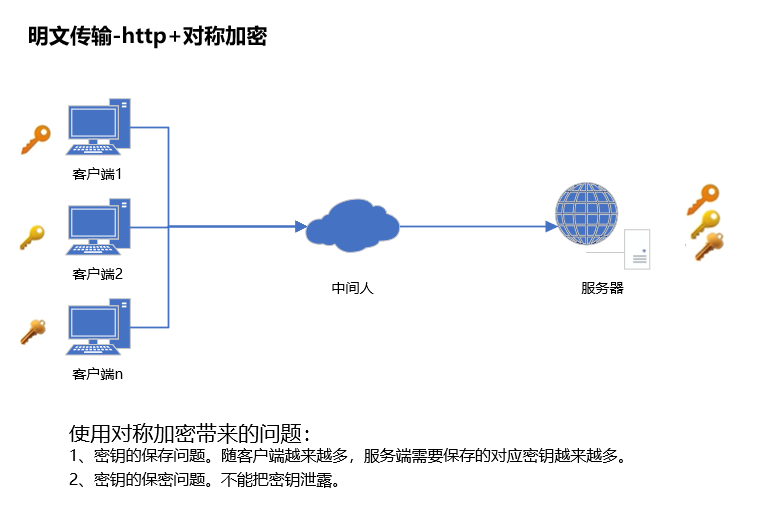 明文传输-http+对称加密
客户端1
客户端2
中间人
服务器
客户端n
使用对称加密带来的问题：
1、密钥的保存问题。随客户端越来越多，服务端需要保存的对应密钥越来越多。
2、密钥的保密问题。不能把密钥泄露。